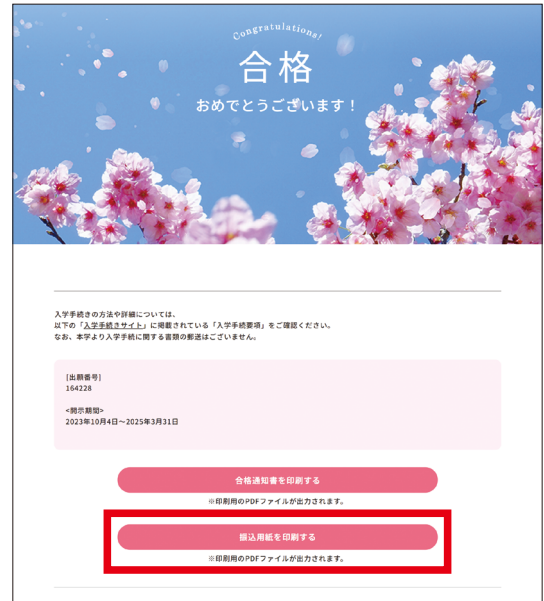 Congratulations!
合格
おめでとうございます！
入学手続きの方法や詳細については、
以下の「入学手続きサイト」に掲載されている「入学手続要項」をご確認ください。
なお、本学より入学手続に関する書類の郵送はございません。
[出願番号]
164228
<開示期間>
2023年10月4日～2025年3月31日
合格通知書を印刷する
※印刷用のPDFファイルが出力されます。
振込用紙を印刷する
※印刷用のPDFファイルが出力されます。